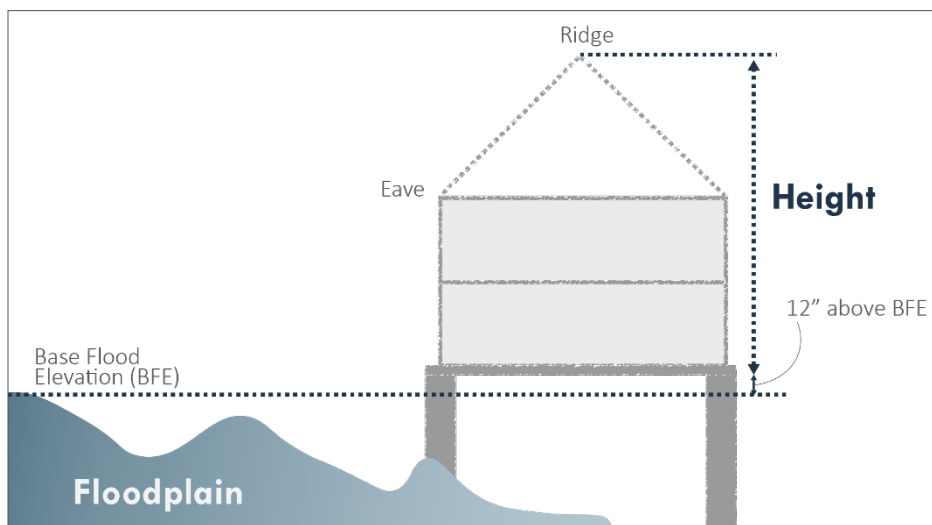 Ridge
Eave
Height
12” above BFE
Base Flood
Elevation (BFE)
Floodplain